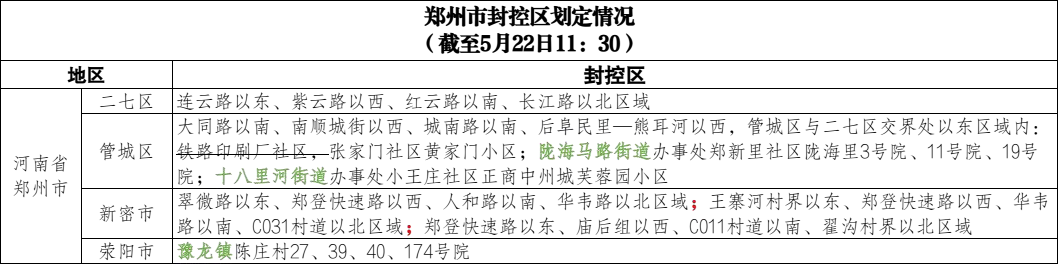 郑州市封控区划定情况
（截至5月22日11：30）
地区
封控区
河南省
郑州市
二七区
连云路以东、紫云路以西、红云路以南、长江路以北区域
管城区
大同路以南、南顺城街以西、城南路以南、后阜民里—熊耳河以西，管城区与二七区交界处以东区域内：
铁路印刷厂社区，张家门社区黄家门小区；陇海马路街道办事处郑新里社区陇海里3号院、11号院、19号
院；十八里河街道办事处小王庄社区正商中州城芙蓉园小区
新密市
翠微路以东、郑登快速路以西、人和路以南、华韦路以北区域；王寨河村界以东、郑登快速路以西、华韦
路以南、C031村道以北区域；郑登快速路以东、庙后组以西、C011村道以南、翟沟村界以北区域
荥阳市
豫龙镇陈庄村27、39、40、174号院